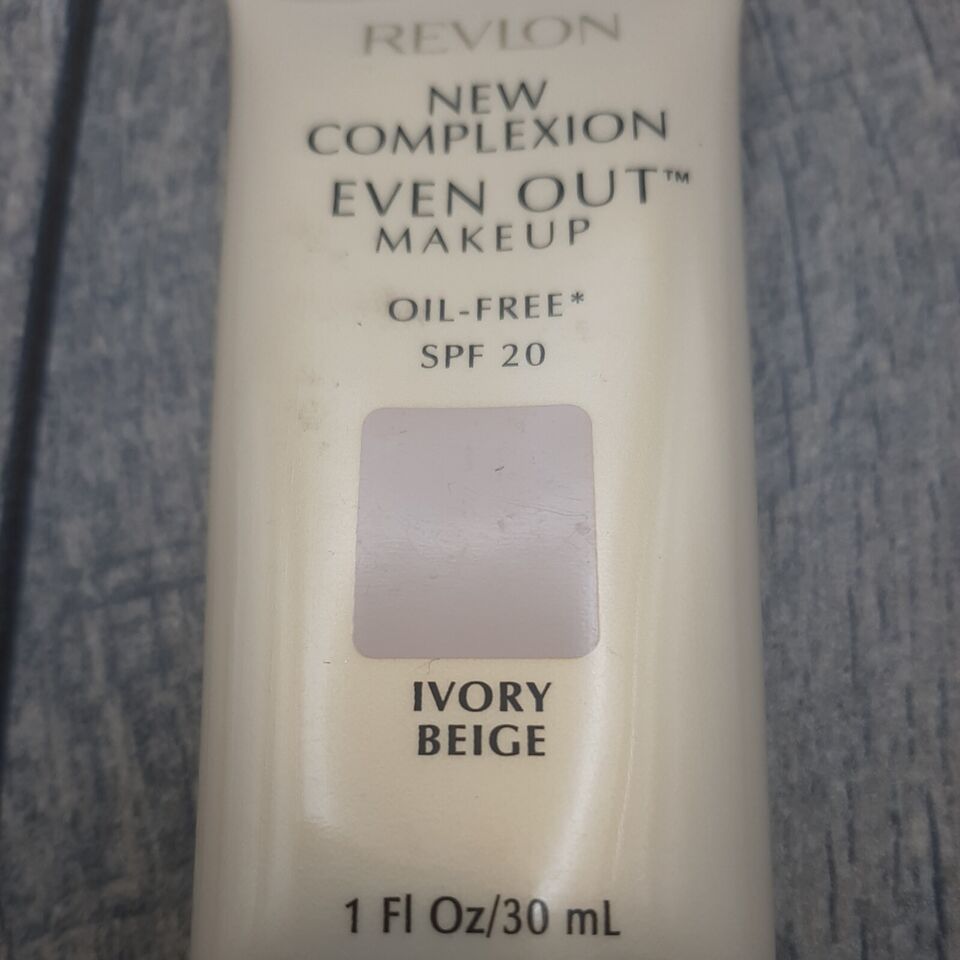 REVLON
NEW
COMPLEXION
EVEN OUT™
MAKEUP
OIL-FREE*
SPF 20
IVORY
BEIGE
1 Fl Oz/30 mL